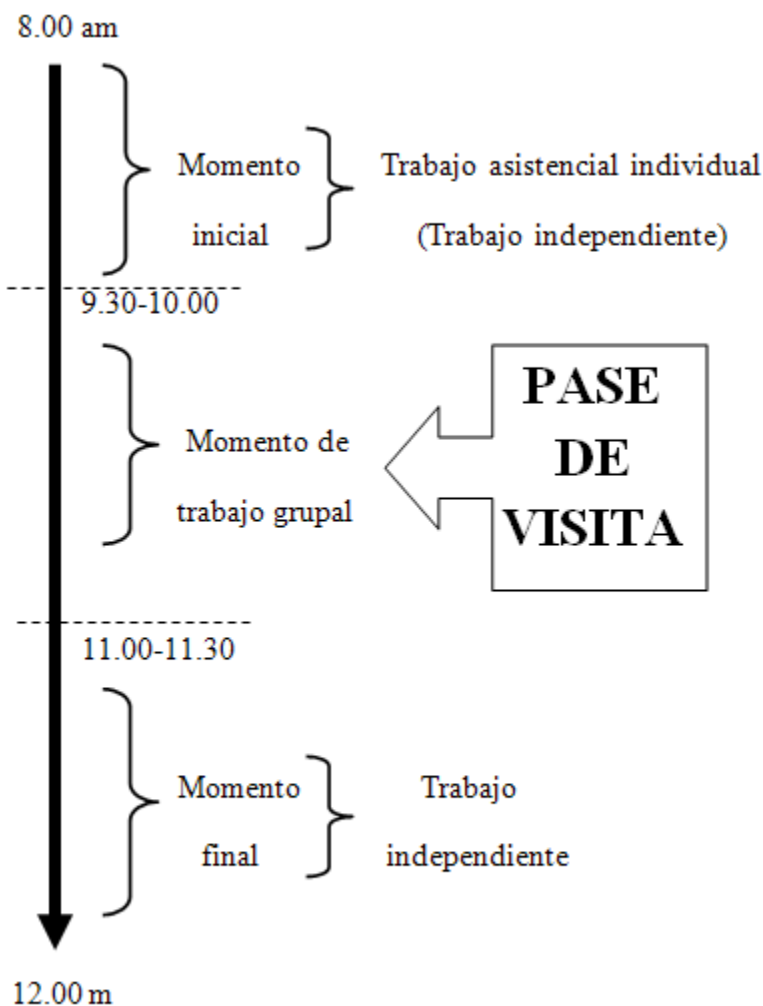 8.00 am
Momento
inicial
Trabajo asistencial individual
(Trabajo independiente)
9.30-10.00
Momento de
trabajo grupal
PASE
DE
VISITA
11.00-11.30
Momento
final
Trabajo
independiente
12.00 m